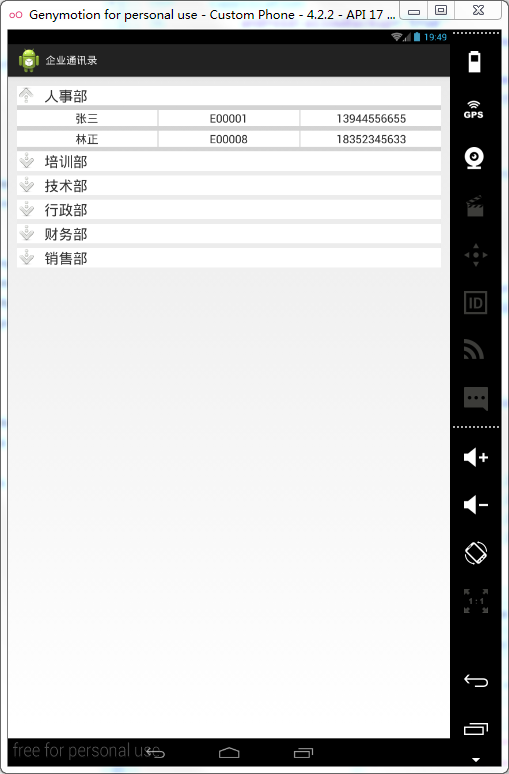 Genymotion for personal use - Custom Phone - 4.2.2 - API 17 ...
19:49
企业通讯录
GPS
人事部
张三 E00001 13944556655
林正 E00008 18352345633
培训部
技术部
ID
行政部
财务部
销售部
1:1
free for personal use